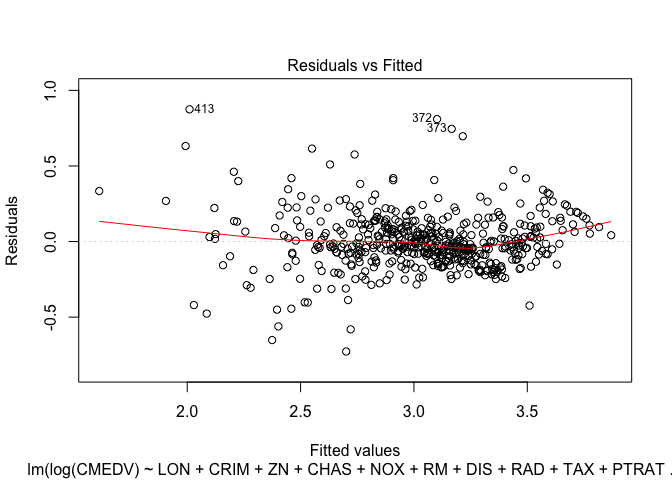 Residuals vs Fitted
Residuals
1.0
0.5
0.0
-0.5
413
372
373
2.0 2.5 3.0 3.5
Fitted values
lm(log(CMEDV) ~ LON + CRIM + ZN + CHAS + NOX + RM + DIS + RAD + TAX + PTRAT .